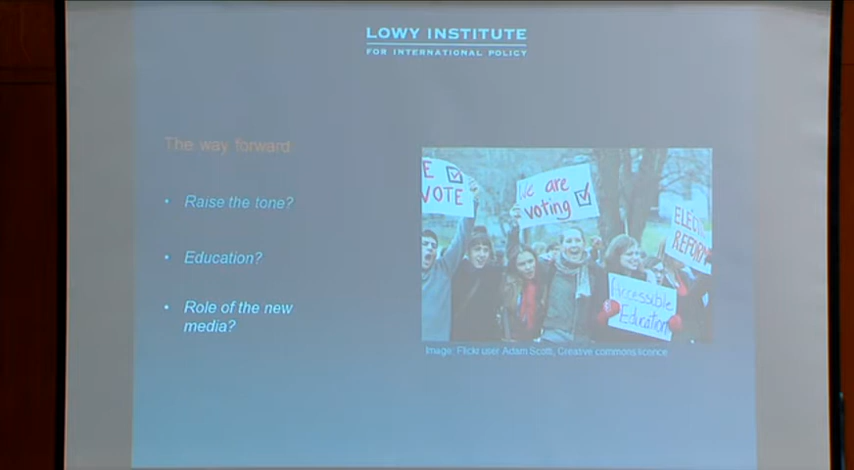 LOWY INSTITUTE
FOR INTERNATIONAL POLICY
The way forward
• Raise the tone?
• Education?
• Role of the new
media?
E
VOTE
We are
voting
REFORM
Accessible
Education
Image: Flickr user Adam Scott, Creative commons licence